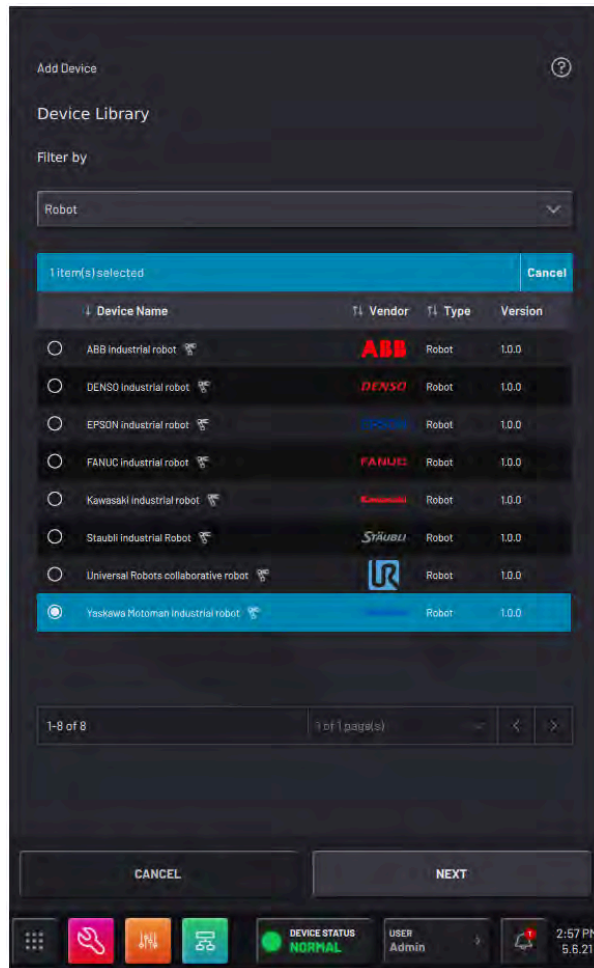 Add Device
?
Device Library
Filter by
Robot
1 item(s) selected Cancel
↓ Device Name ↑↓ Vendor ↑↓ Type Version
ABB industrial robot ABB Robot 1.0.0
DENSO industrial robot DENSO Robot 1.0.0
EPSON industrial robot EPSON Robot 1.0.0
FANUC industrial robot FANUC Robot 1.0.0
Kawasaki industrial robot Kawasaki Robot 1.0.0
Staubli industrial Robot STÄUBLI Robot 1.0.0
Universal Robots collaborative robot UR Robot 1.0.0
Yaskawa Motoman industrial robot Robot 1.0.0
1-8 of 8 1 of 1 page(s)
CANCEL NEXT
DEVICE STATUS USER 2:57 PM
NORMAL Admin 5.6.21